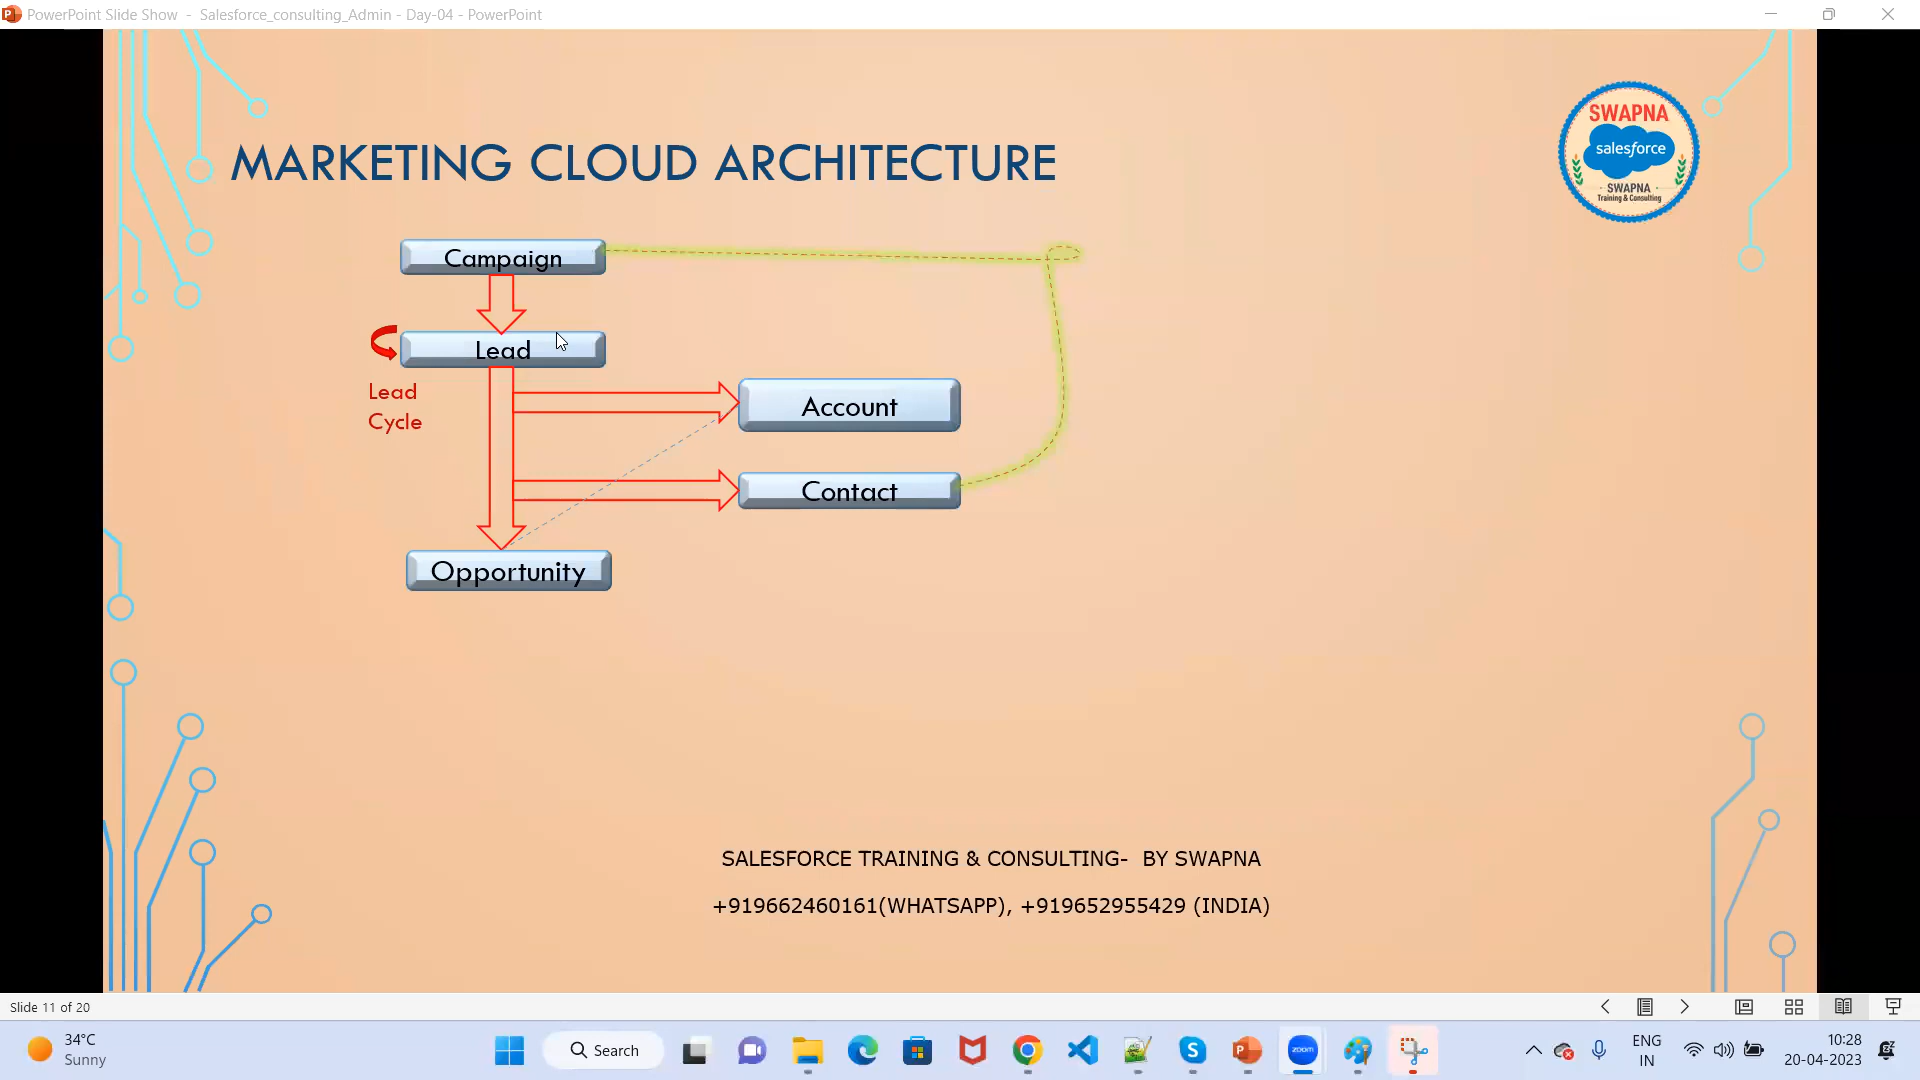 PowerPoint Slide Show - Salesforce_consulting_Admin - Day-04 - PowerPoint
MARKETING CLOUD ARCHITECTURE
SWAPNA
salesforce
- SWAPNA -
Training & Consulting
Campaign
Lead
Lead
Cycle
Account
Contact
Opportunity
SALESFORCE TRAINING & CONSULTING- BY SWAPNA
+919662460161(WHATSAPP), +919652955429 (INDIA)
Slide 11 of 20
34°C
Sunny
Search
zoom
ENG
IN
10:28
20-04-2023